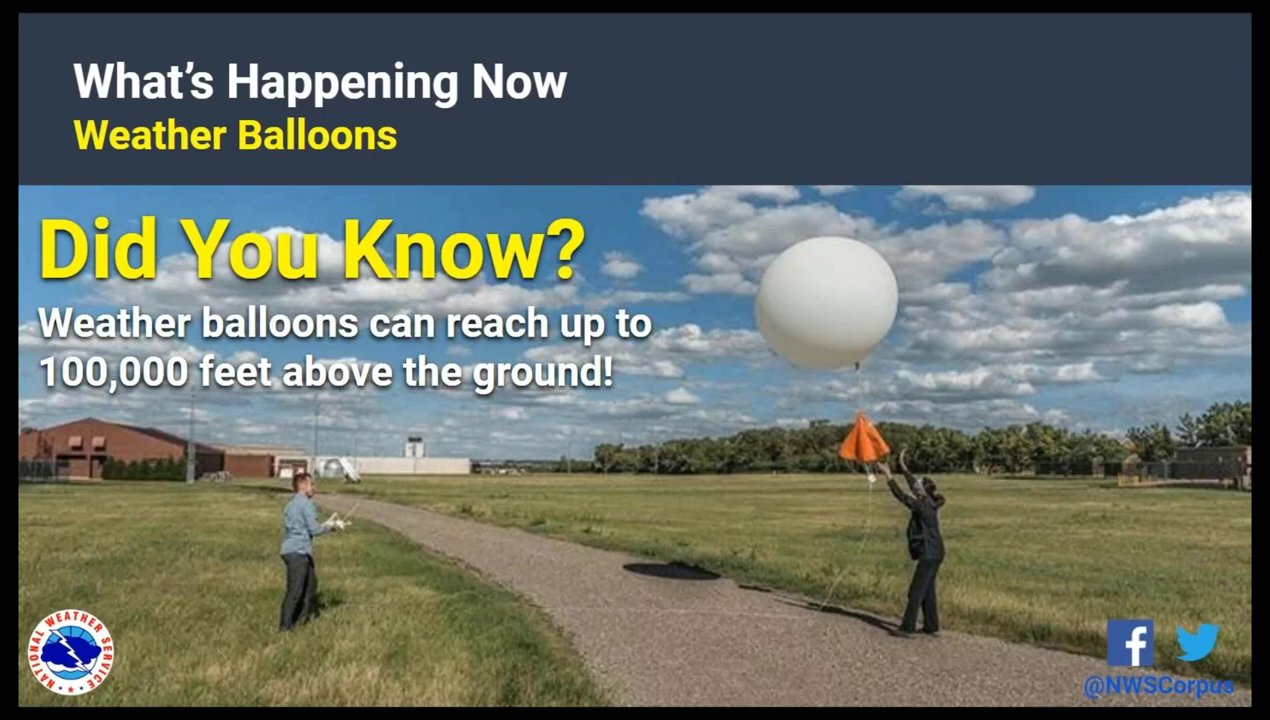 What's Happening Now
Weather Balloons
Did You Know?
Weather balloons can reach up to
100,000 feet above the ground!
NATIONAL WEATHER SERVICE
@NWSCorpus